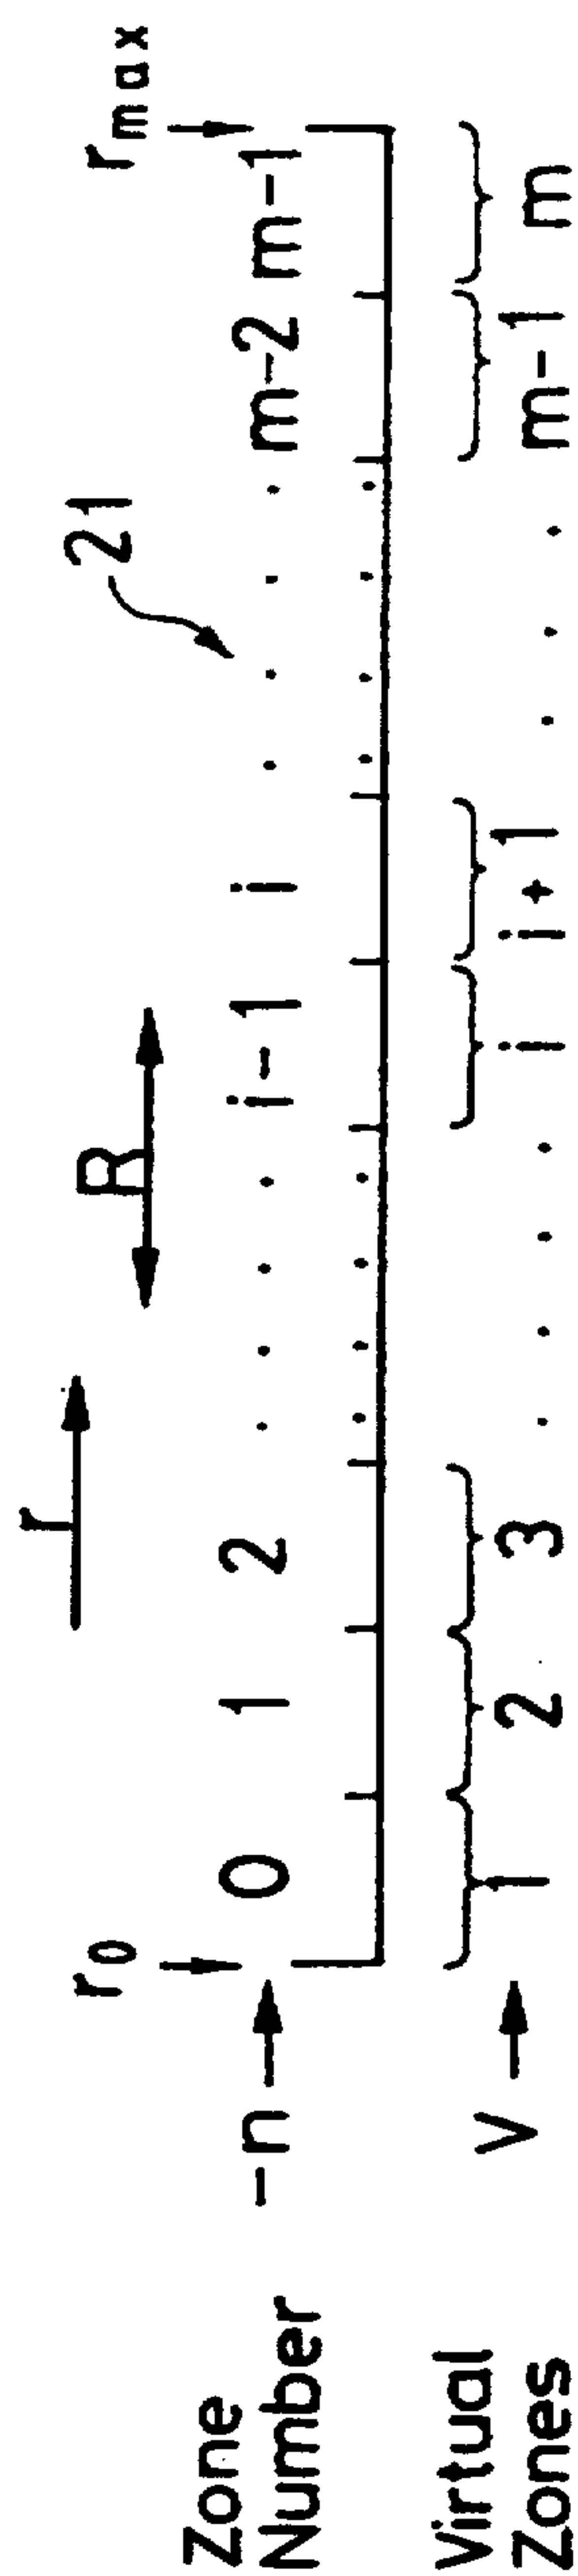 r
R
r0 rmax
21
Zone
Number -n 0 1 2 . . . . i-1 i . . . . m-2 m-1
Virtual
Zones v 1 2 3 . . . . i i+1 . . . m-1 m